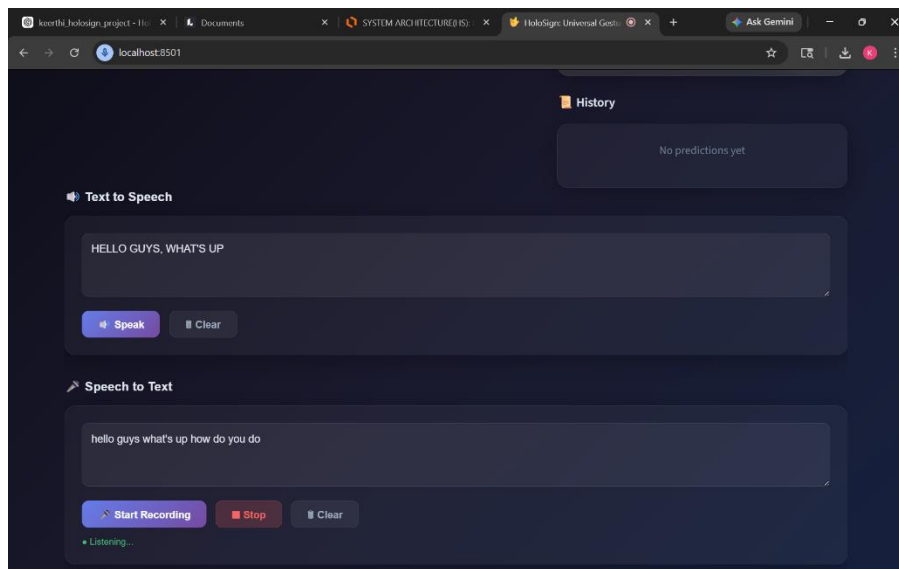 keerthi_holosign_project - Ho
Documents
SYSTEM ARCHITECTURE(HS):
HoloSign: Universal Gestu
Ask Gemini
localhost:8501
K
History
No predictions yet
Text to Speech
HELLO GUYS, WHAT'S UP
Speak
Clear
Speech to Text
hello guys what's up how do you do
Start Recording
Stop
Clear
Listening...